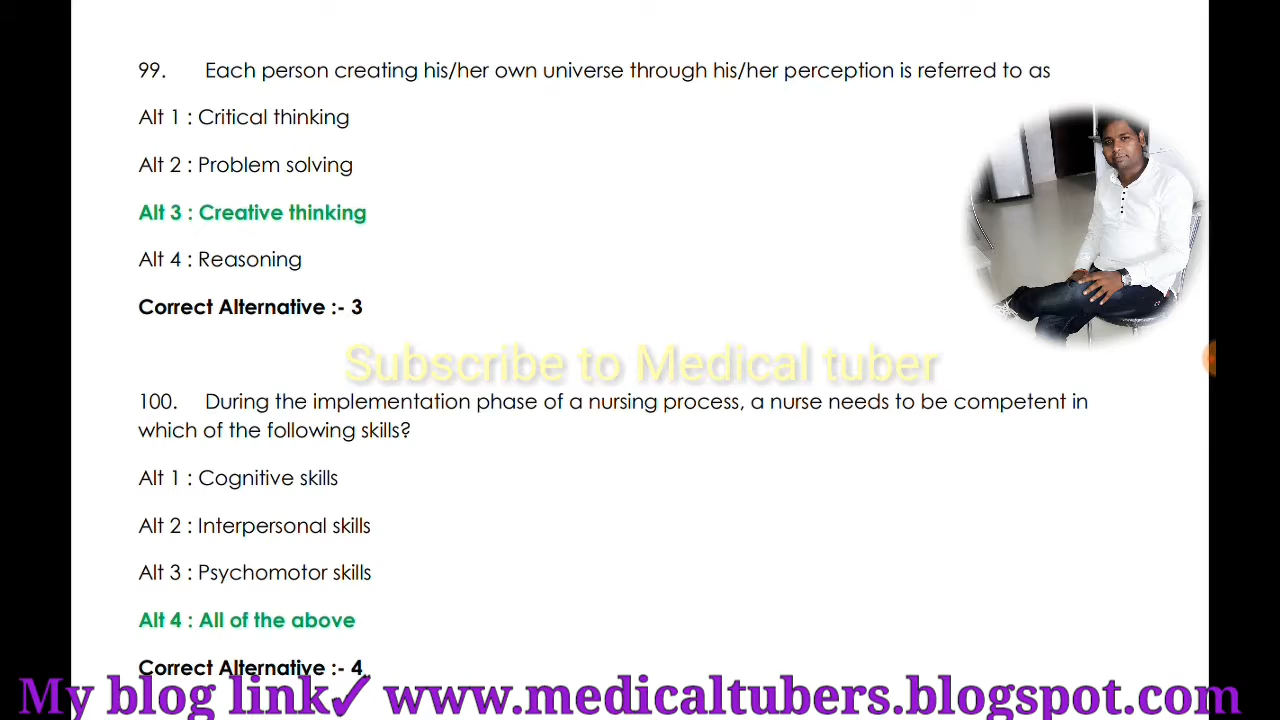 99. Each person creating his/her own universe through his/her perception is referred to as
Alt 1 : Critical thinking
Alt 2 : Problem solving
Alt 3 : Creative thinking
Alt 4 : Reasoning
Correct Alternative :- 3
Subscribe to Medical tuber
100. During the implementation phase of a nursing process, a nurse needs to be competent in
which of the following skills?
Alt 1 : Cognitive skills
Alt 2 : Interpersonal skills
Alt 3 : Psychomotor skills
Alt 4 : All of the above
Correct Alternative :- 4
My blog link✓ www.medicaltubers.blogspot.com